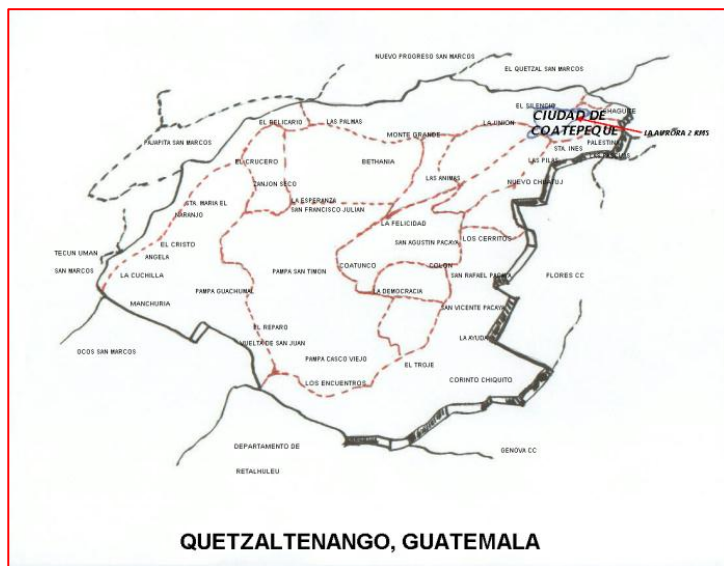 NUEVO PROGRESO SAN MARCOS
EL QUETZAL SAN MARCOS
EL SILENCIO
CIUDAD DE
COATEPEQUE
LA AURORA 2 KMS
EL RELICARIO
LAS PALMAS
LA UNION
MONTE GRANDE
PALESTINA
STA. INES
PAJAPITA SAN MARCOS
EL CRUCERO
BETHANIA
LAS PILAS
ZANJON SECO
LAS ANIMAS
NUEVO CHUATUJ
STA. MARIA EL
NARANJO
LA ESPERANZA
SAN FRANCISCO JULIAN
LA FELICIDAD
EL CRISTO
SAN AGUSTIN PACAYA
LOS CERRITOS
TECUN UMAN
SAN MARCOS
ANGELA
LA CUCHILLA
PAMPA SAN TIMON
COATUNCO
COLON
SAN RAFAEL PACAYA
FLORES CC
PAMPA GUACHUMAL
LA DEMOCRACIA
MANCHURIA
SAN VICENTE PACAYA
EL REPARO
VUELTA DE SAN JUAN
LA AYUDA
OCOS SAN MARCOS
PAMPA CASCO VIEJO
EL TROJE
LOS ENCUENTROS
CORINTO CHIQUITO
DEPARTAMENTO DE
RETALHULEU
GENOVA CC
QUETZALTENANGO, GUATEMALA